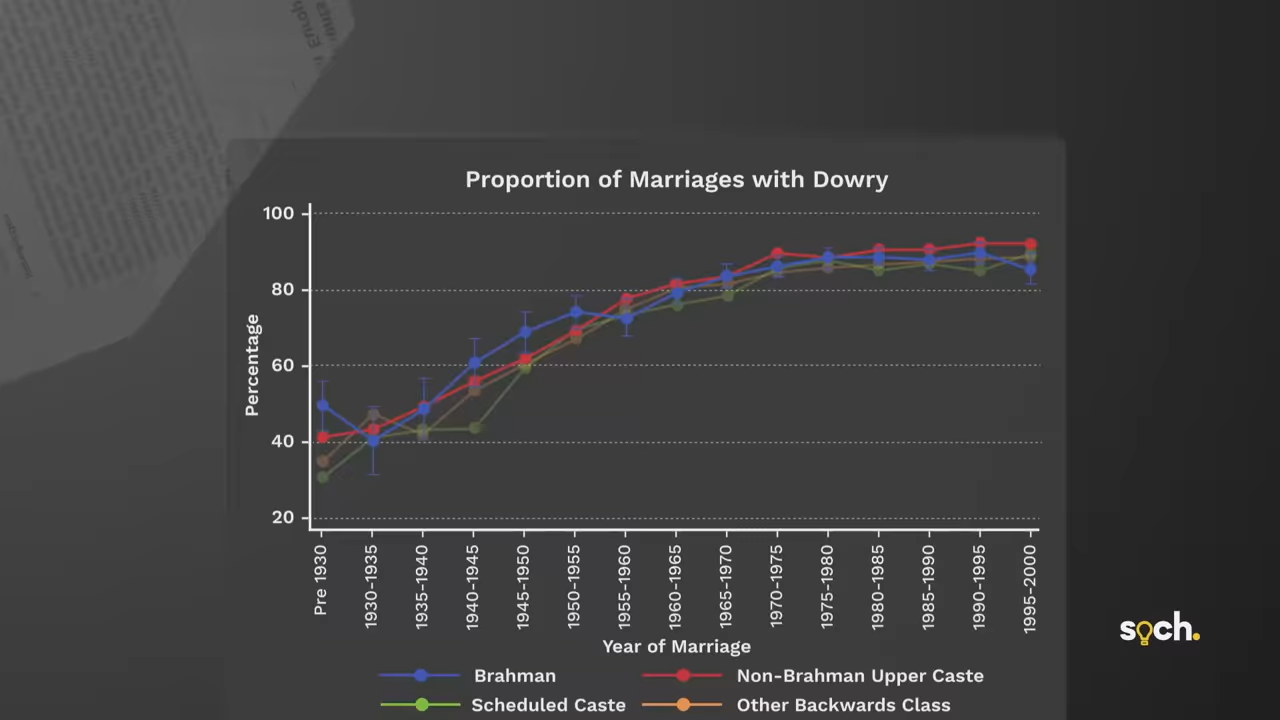 Proportion of Marriages with Dowry
100
80
60
40
20
Percentage
Pre 1930
1930-1935
1935-1940
1940-1945
1945-1950
1950-1955
1955-1960
1960-1965
1965-1970
1970-1975
1975-1980
1980-1985
1985-1990
1990-1995
1995-2000
Year of Marriage
Brahman
Non-Brahman Upper Caste
Scheduled Caste
Other Backwards Class
soch.